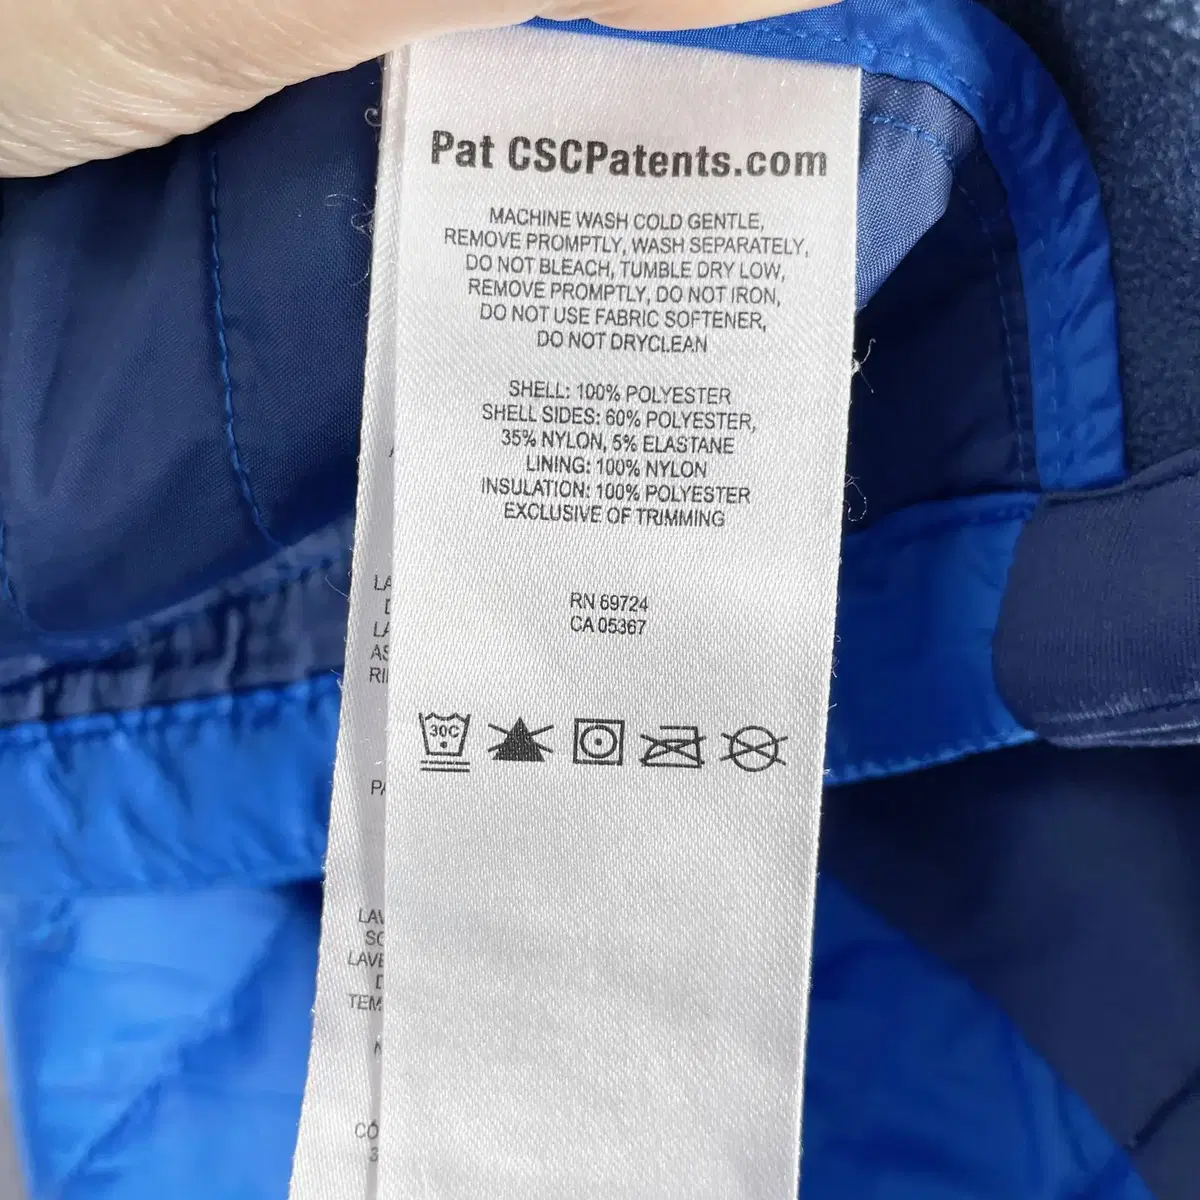 Pat CSCPatents.com
MACHINE WASH COLD GENTLE,
REMOVE PROMPTLY, WASH SEPARATELY,
DO NOT BLEACH, TUMBLE DRY LOW,
REMOVE PROMPTLY, DO NOT IRON,
DO NOT USE FABRIC SOFTENER,
DO NOT DRYCLEAN
SHELL: 100% POLYESTER
SHELL SIDES: 60% POLYESTER,
35% NYLON, 5% ELASTANE
LINING: 100% NYLON
INSULATION: 100% POLYESTER
EXCLUSIVE OF TRIMMING
RN 69724
CA 05367
30C